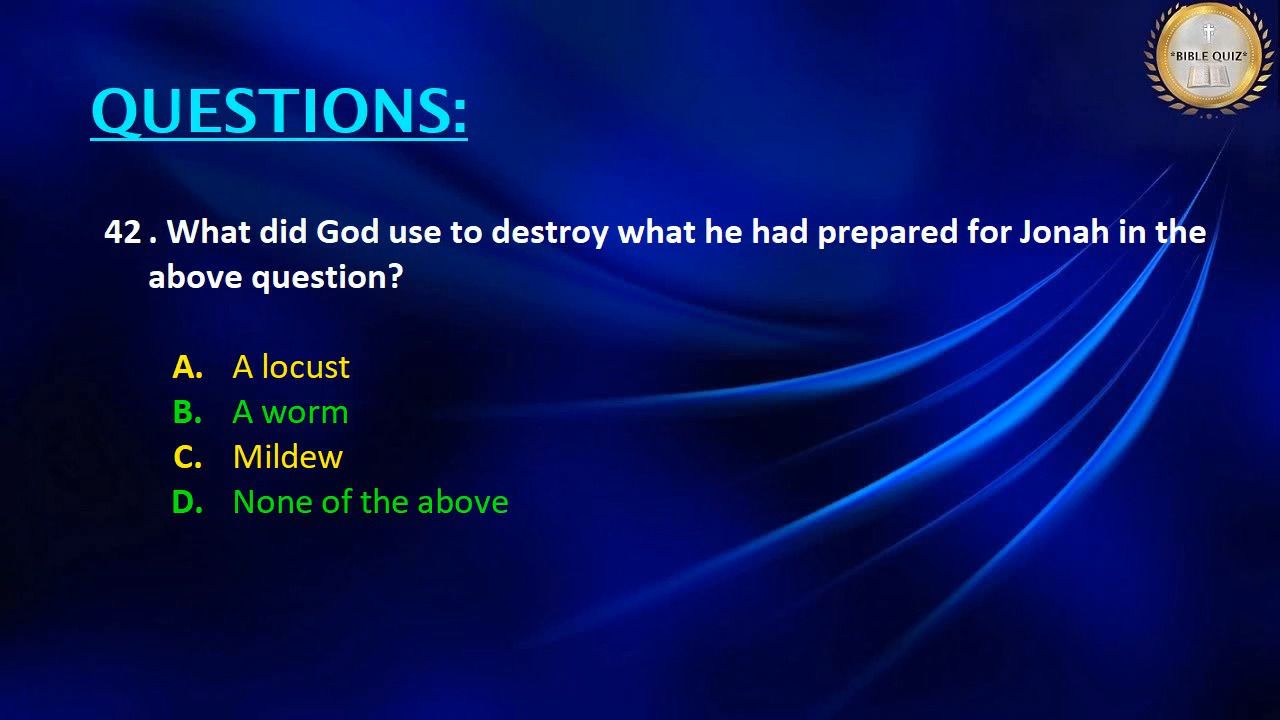 *BIBLE QUIZ*
QUESTIONS:
42 . What did God use to destroy what he had prepared for Jonah in the
above question?
A. A locust
B. A worm
C. Mildew
D. None of the above